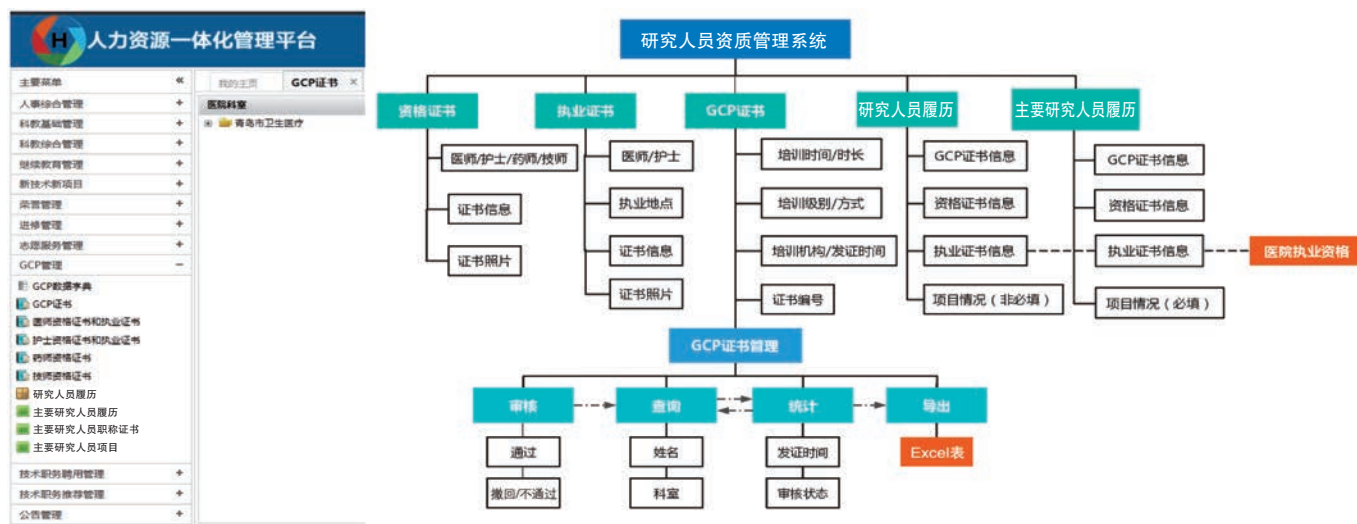 人力资源一体化管理平台
主要菜单
人事综合管理
科教基础管理
科教综合管理
继续教育管理
新技术新项目
荣誉管理
进修管理
志愿服务管理
GCP管理
GCP数据字典
GCP证书
医师资格证书和执业证书
护士资格证书和执业证书
药师资格证书
技师资格证书
研究人员履历
主要研究人员履历
主要研究人员职称证书
主要研究人员项目
技术职务聘用管理
技术职务推荐管理
公告管理
我的主页 GCP证书 ×
医院科室
青岛市卫生医疗
研究人员资质管理系统
资格证书
医师/护士/药师/技师
证书信息
证书照片
执业证书
医师/护士
执业地点
证书信息
证书照片
GCP证书
培训时间/时长
培训级别/方式
培训机构/发证时间
证书编号
研究人员履历
GCP证书信息
资格证书信息
执业证书信息
项目情况（非必填）
主要研究人员履历
GCP证书信息
资格证书信息
执业证书信息
项目情况（必填）
医院执业资格
GCP证书管理
审核
通过
撤回/不通过
查询
姓名
科室
统计
发证时间
审核状态
导出
Excel表